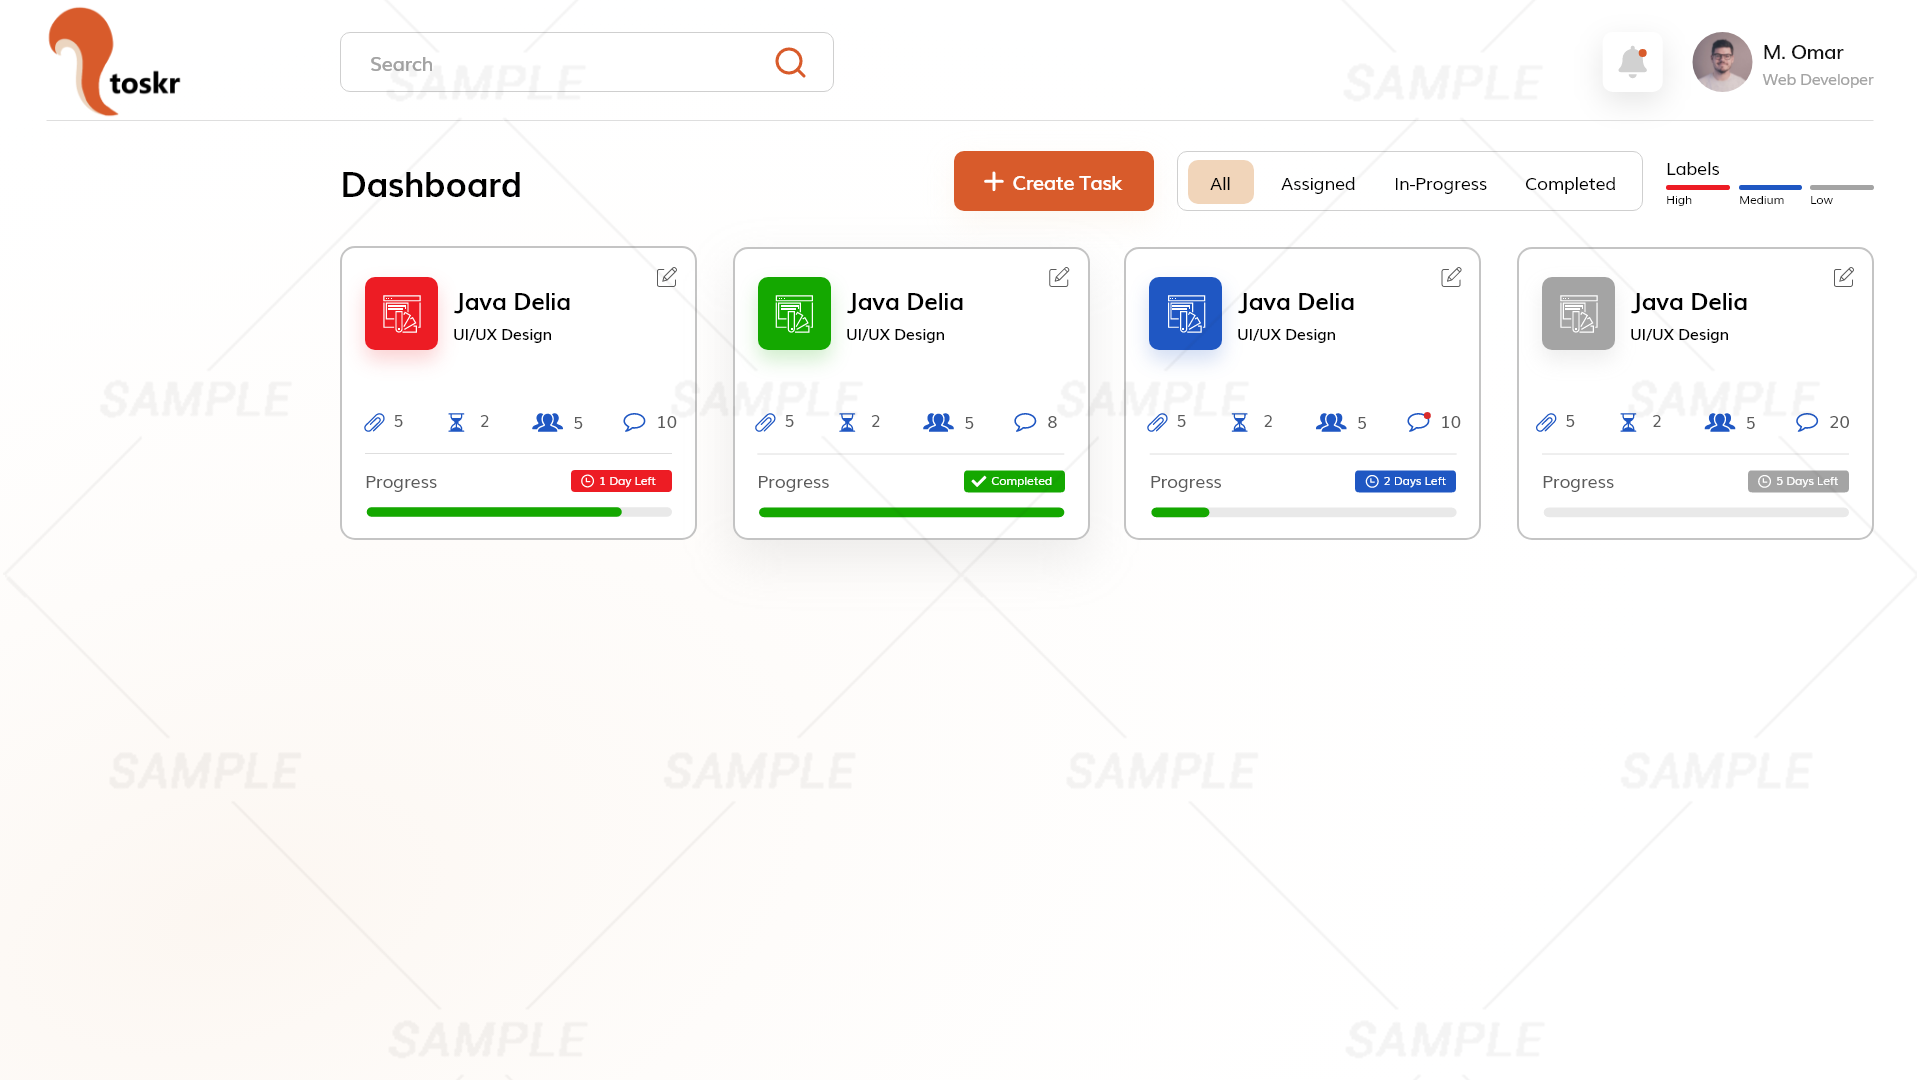 toskr
Search
M. Omar
Web Developer
Dashboard
Create Task
All
Assigned
In-Progress
Completed
Labels
High
Medium
Low
Java Delia
UI/UX Design
5
2
5
10
Progress
1 Day Left
Java Delia
UI/UX Design
5
2
5
8
Progress
Completed
Java Delia
UI/UX Design
5
2
5
10
Progress
2 Days Left
Java Delia
UI/UX Design
5
2
5
20
Progress
5 Days Left
SAMPLE
SAMPLE
SAMPLE
SAMPLE
SAMPLE
SAMPLE
SAMPLE
SAMPLE
SAMPLE
SAMPLE
SAMPLE
SAMPLE